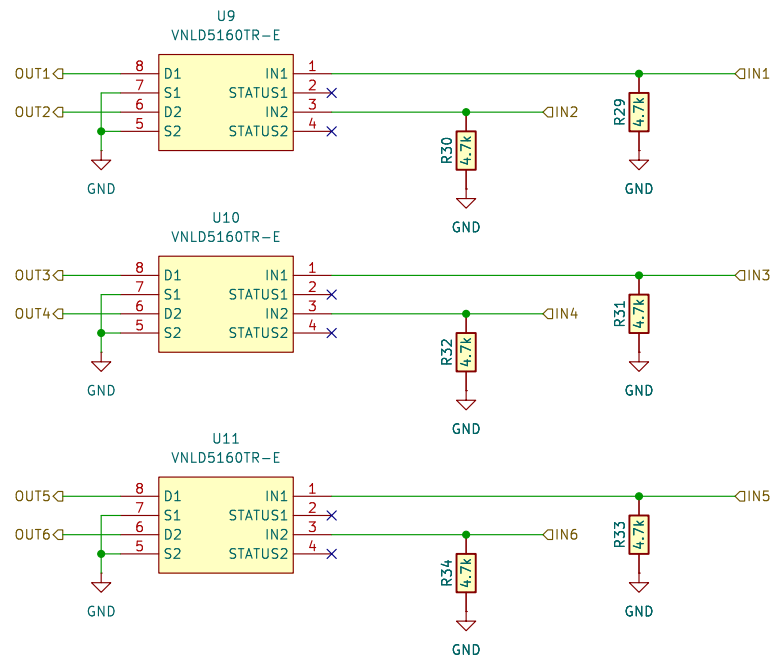 U9
VNLD5160TR-E
OUT1 8 D1 IN1 1 IN1
7 S1 STATUS1 2
OUT2 6 D2 IN2 3 IN2
5 S2 STATUS2 4
R29 4.7k
R30 4.7k
GND GND
GND
U10
VNLD5160TR-E
OUT3 8 D1 IN1 1 IN3
7 S1 STATUS1 2
OUT4 6 D2 IN2 3 IN4
5 S2 STATUS2 4
R31 4.7k
R32 4.7k
GND GND
GND
U11
VNLD5160TR-E
OUT5 8 D1 IN1 1 IN5
7 S1 STATUS1 2
OUT6 6 D2 IN2 3 IN6
5 S2 STATUS2 4
R33 4.7k
R34 4.7k
GND GND
GND